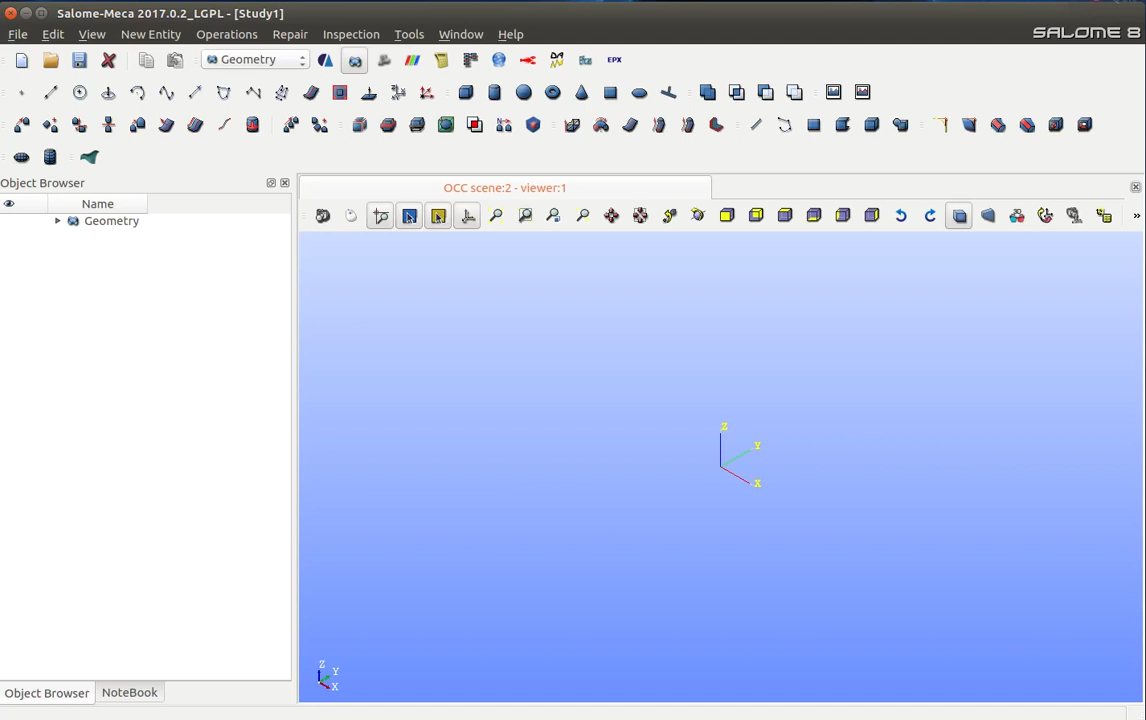 Salome-Meca 2017.0.2_LGPL - [Study1]
File Edit View New Entity Operations Repair Inspection Tools Window Help
SALOME 8
Geometry
EPX
Object Browser
OCC scene:2 - viewer:1
Name
Geometry
Z
Y
X
Z
Y
X
Object Browser NoteBook